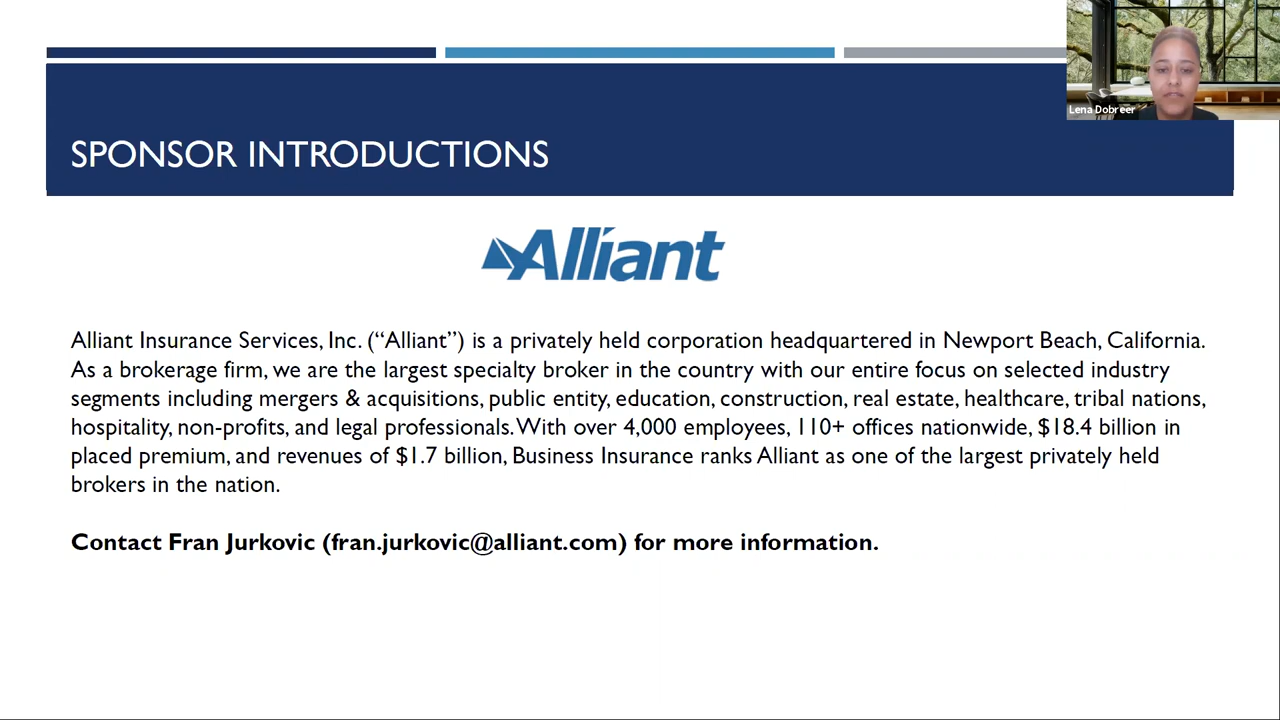 Lena Dobreer
SPONSOR INTRODUCTIONS
Alliant
Alliant Insurance Services, Inc. (“Alliant”) is a privately held corporation headquartered in Newport Beach, California.
As a brokerage firm, we are the largest specialty broker in the country with our entire focus on selected industry
segments including mergers & acquisitions, public entity, education, construction, real estate, healthcare, tribal nations,
hospitality, non-profits, and legal professionals. With over 4,000 employees, 110+ offices nationwide, $18.4 billion in
placed premium, and revenues of $1.7 billion, Business Insurance ranks Alliant as one of the largest privately held
brokers in the nation.
Contact Fran Jurkovic (fran.jurkovic@alliant.com) for more information.